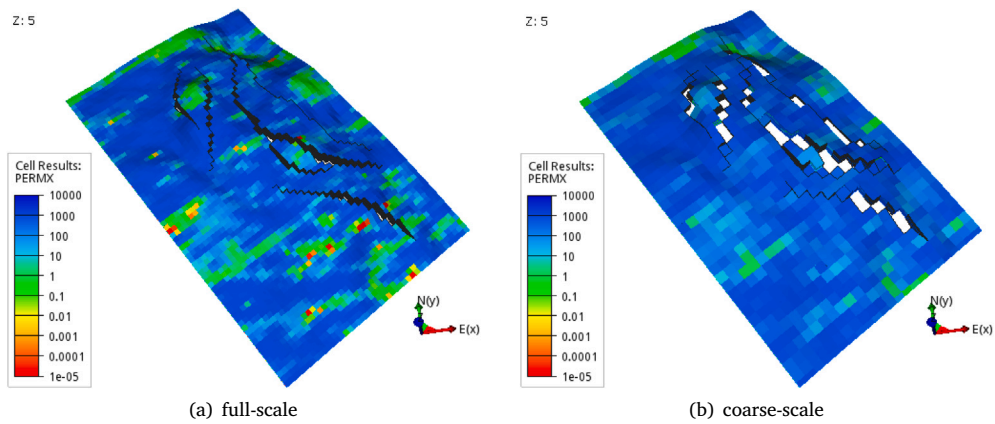 Z: 5
Cell Results:
PERMX
10000
1000
100
10
1
0.1
0.01
0.001
0.0001
1e-05
N(y)
E(x)
(a) full-scale
Z: 5
Cell Results:
PERMX
10000
1000
100
10
1
0.1
0.01
0.001
0.0001
1e-05
N(y)
E(x)
(b) coarse-scale